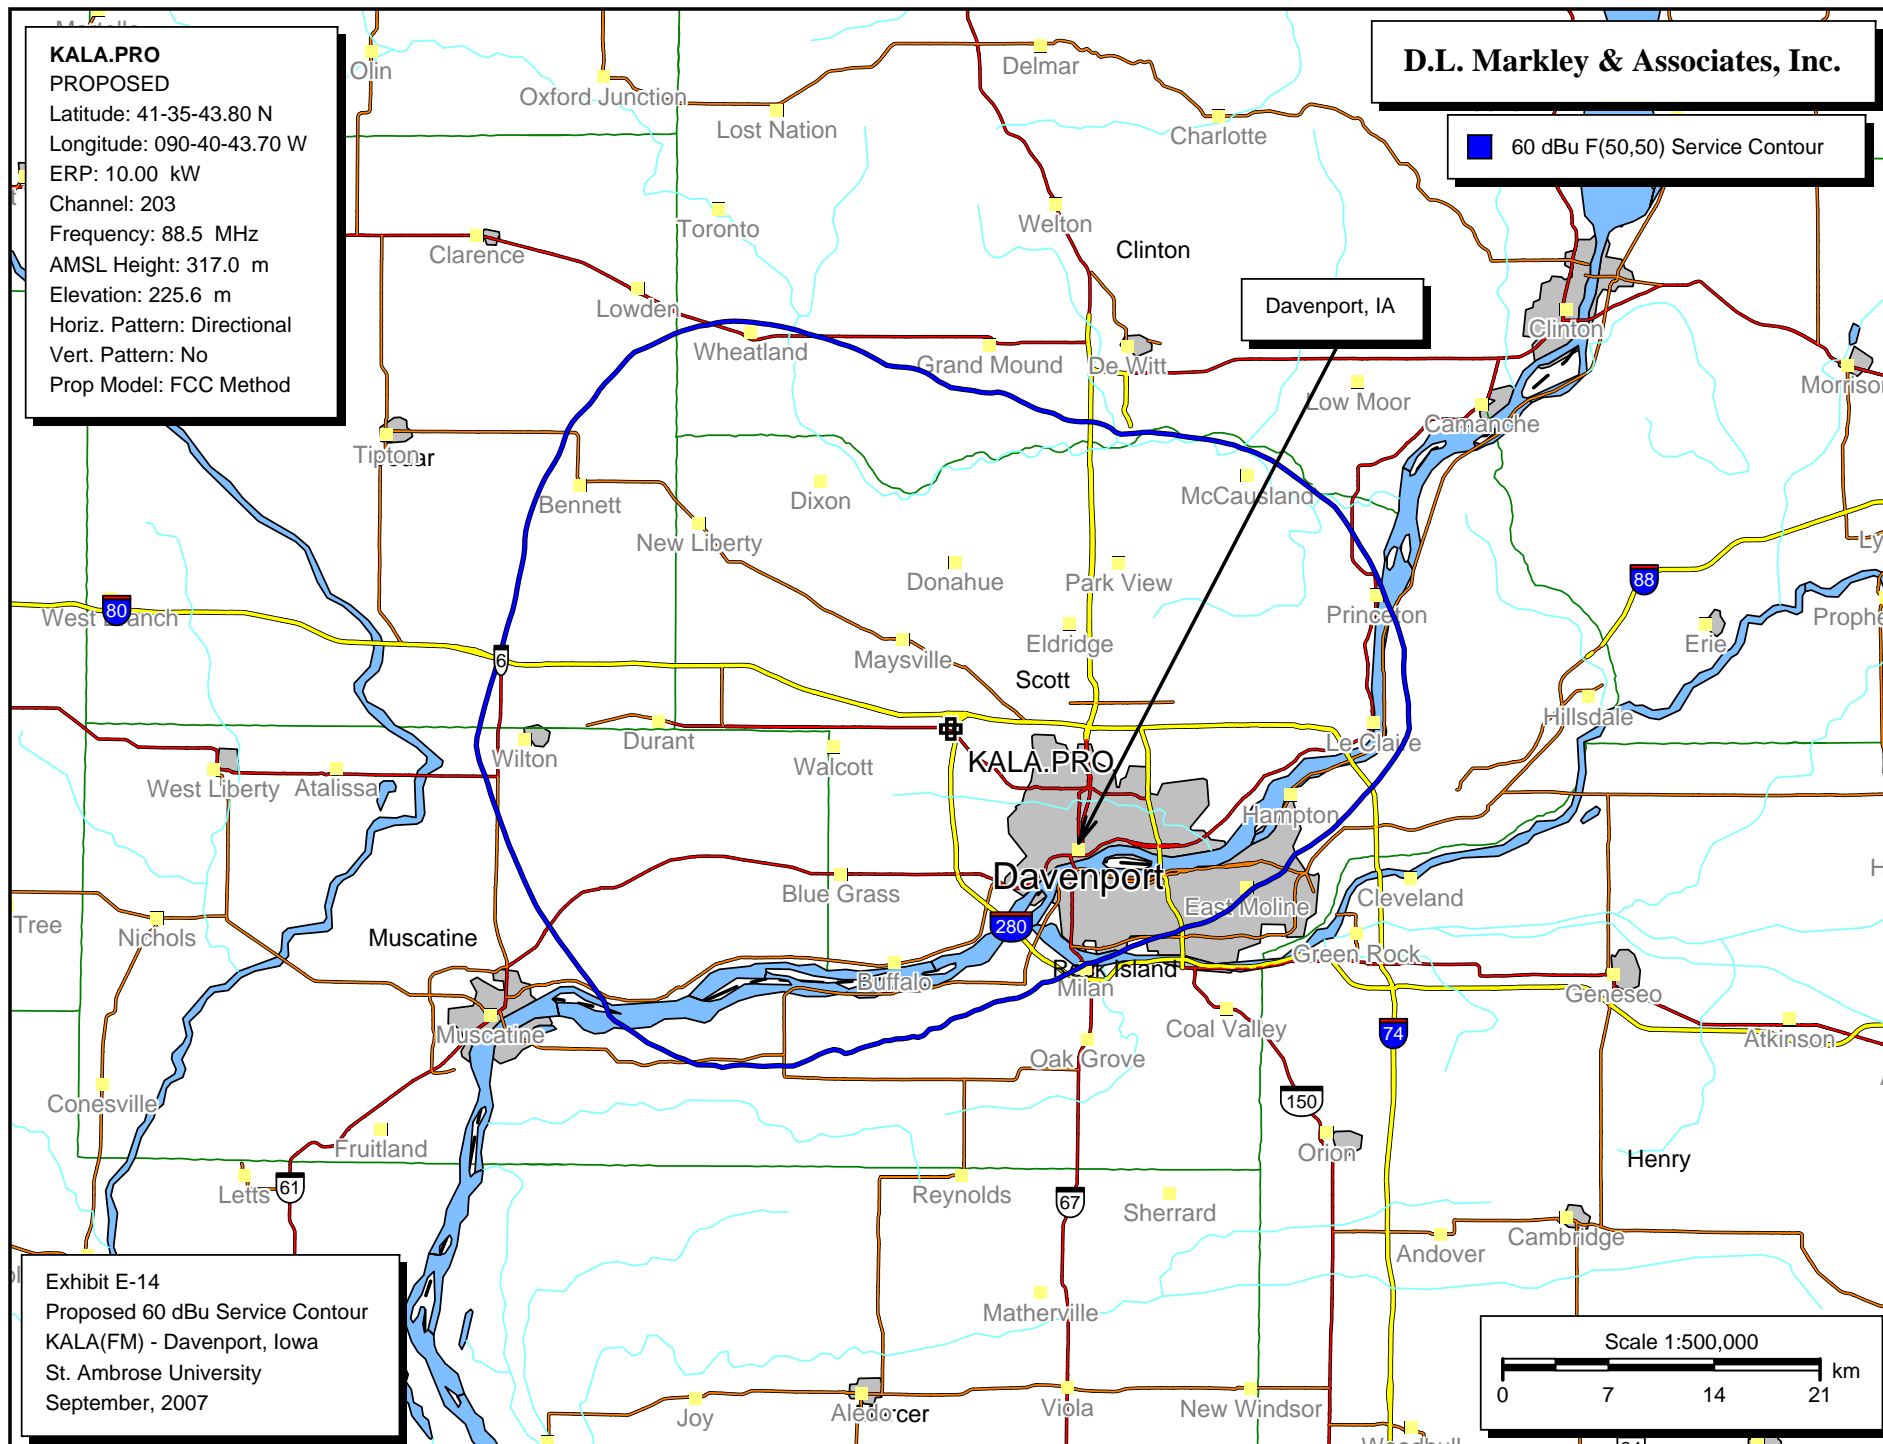 KALA.PRO
PROPOSED
Latitude: 41-35-43.80 N
Longitude: 090-40-43.70 W
ERP: 10.00 kW
Channel: 203
Frequency: 88.5 MHz
AMSL Height: 317.0 m
Elevation: 225.6 m
Horiz. Pattern: Directional
Vert. Pattern: No
Prop Model: FCC Method
D.L. Markley & Associates, Inc.
60 dBu F(50,50) Service Contour
Olin
Oxford Junction
Delmar
Lost Nation
Charlotte
Toronto
Welton
Clarence
Clinton
Lowden
Davenport, IA
Clinton
Wheatland
Grand Mound
De Witt
Morrison
Low Moor
Camanche
Tipton
Bennett
Dixon
McCausland
New Liberty
Donahue
Park View
88
80
West Branch
Princeton
Prophe
Eldridge
Erie
6
Maysville
Scott
Hillsdale
Durant
Le Claire
Wilton
Walcott
KALA.PRO
West Liberty
Atalissa
Hampton
Davenport
Blue Grass
Cleveland
East Moline
Tree
Nichols
Muscatine
280
Green Rock
Rock Island
Buffalo
Milan
Geneseo
Muscatine
Coal Valley
74
Atkinson
Oak Grove
Conesville
150
Fruitland
Orion
Henry
Letts
61
Reynolds
67
Sherrard
Cambridge
Andover
Matherville
Exhibit E-14
Proposed 60 dBu Service Contour
KALA(FM) - Davenport, Iowa
St. Ambrose University
September, 2007
Scale 1:500,000
km
0 7 14 21
Joy
Aledo
Viola
New Windsor